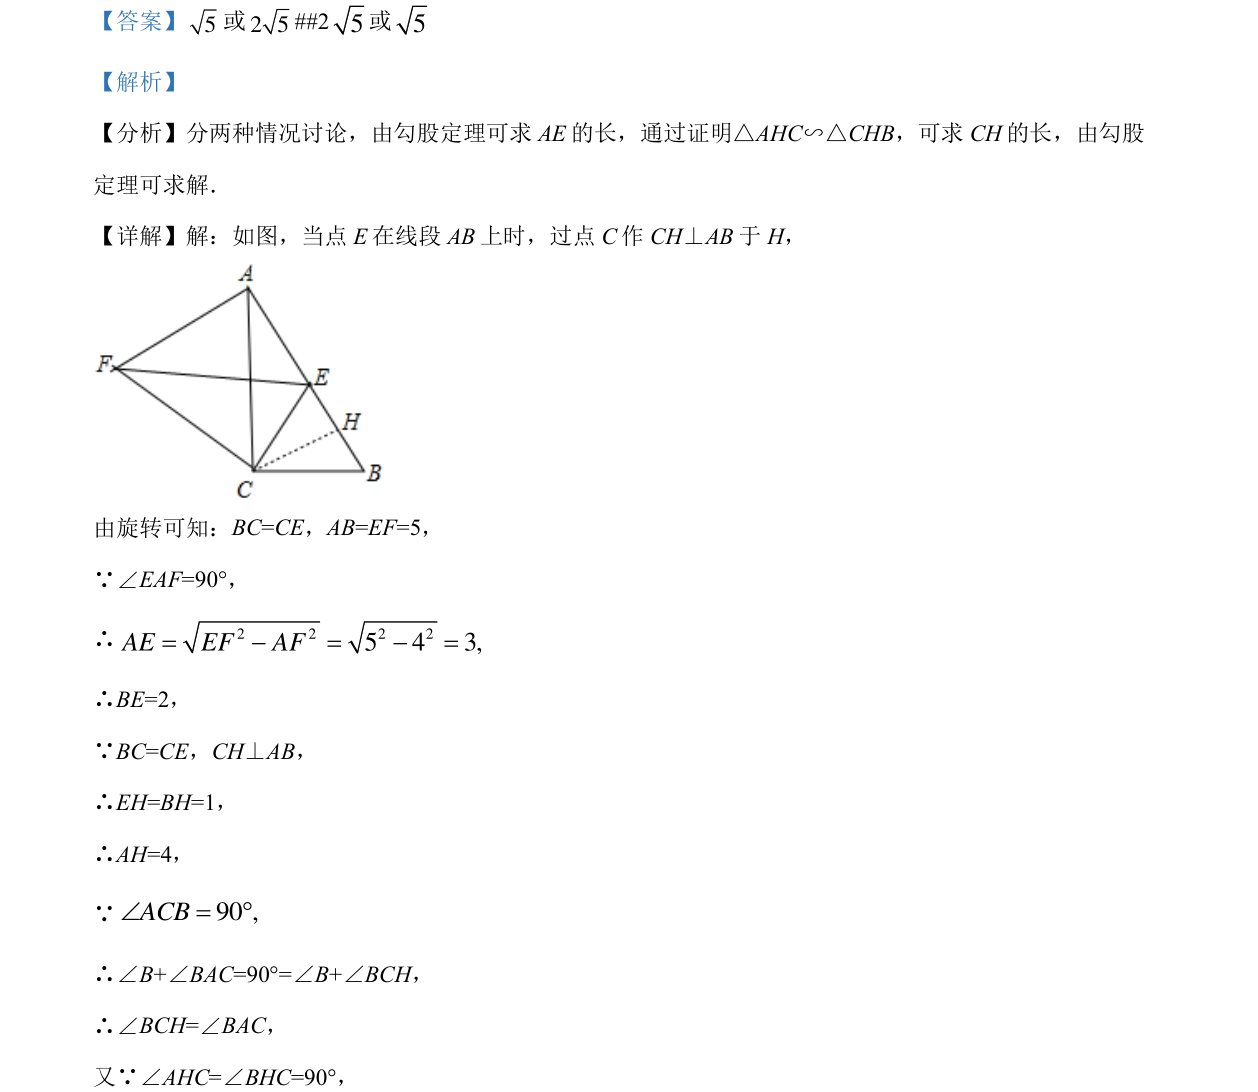 【答案】√5 或 2√5 ##2√5 或 √5
【解析】
【分析】分两种情况讨论，由勾股定理可求 AE 的长，通过证明△AHC∽△CHB，可求 CH 的长，由勾股
定理可求解．
【详解】解：如图，当点 E 在线段 AB 上时，过点 C 作 CH⊥AB 于 H，
A
F
E
H
B
C
由旋转可知：BC=CE，AB=EF=5，
∵∠EAF=90°，
∴ AE = √(EF² − AF²) = √(5² − 4²) = 3,
∴BE=2，
∵BC=CE，CH⊥AB，
∴EH=BH=1，
∴AH=4，
∵ ∠ACB = 90°,
∴∠B+∠BAC=90°=∠B+∠BCH，
∴∠BCH=∠BAC，
又∵∠AHC=∠BHC=90°，